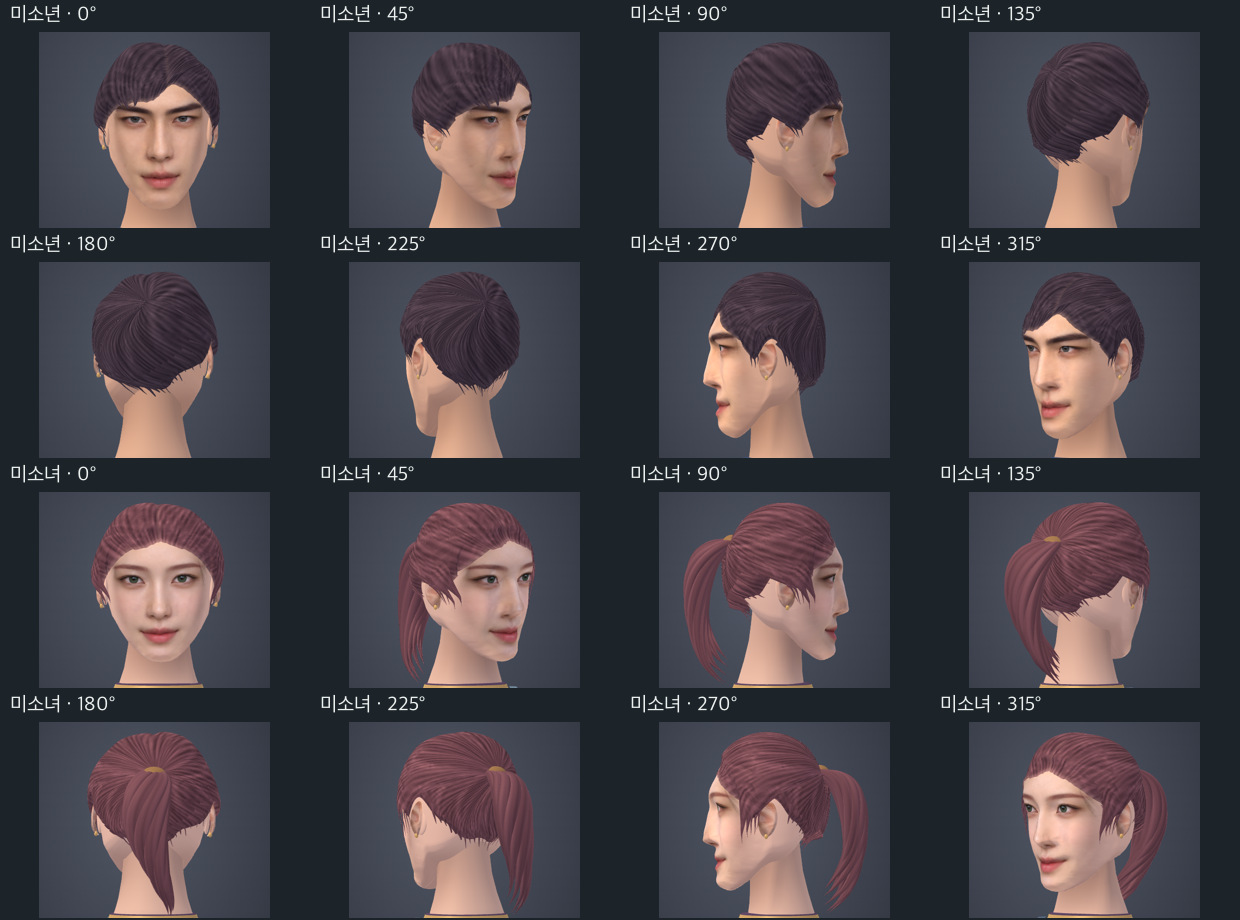 미소년 · 0°
미소년 · 45°
미소년 · 90°
미소년 · 135°
미소년 · 180°
미소년 · 225°
미소년 · 270°
미소년 · 315°
미소녀 · 0°
미소녀 · 45°
미소녀 · 90°
미소녀 · 135°
미소녀 · 180°
미소녀 · 225°
미소녀 · 270°
미소녀 · 315°